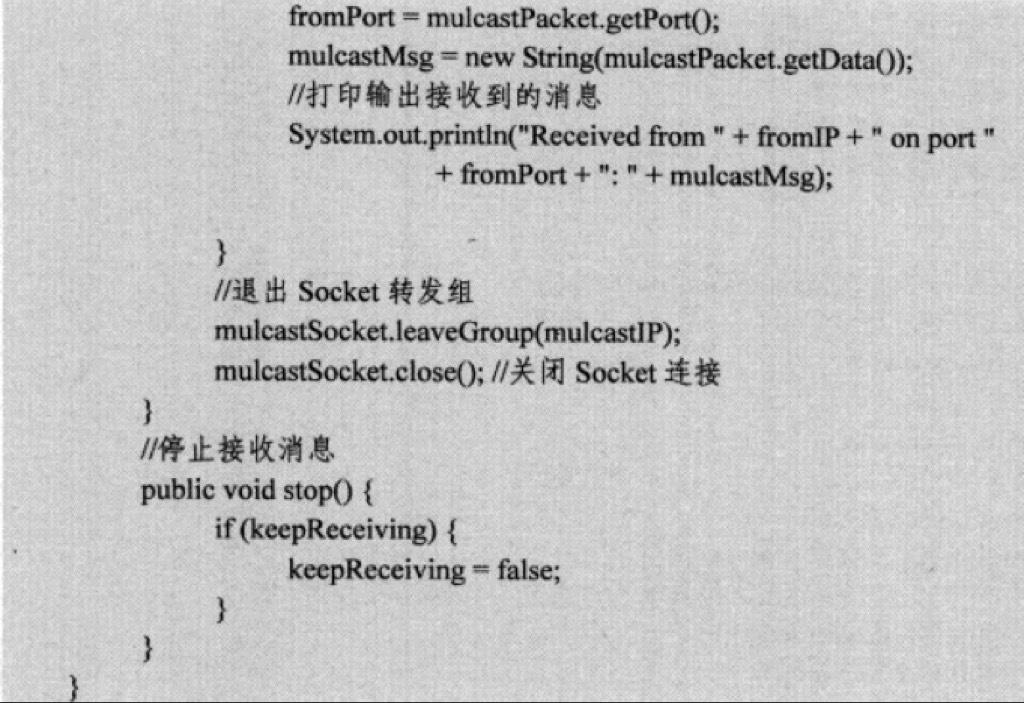 fromPort = mulcastPacket.getPort();
mulcastMsg = new String(mulcastPacket.getData());
//打印输出接收到的消息
System.out.println("Received from " + fromIP + " on port "
+ fromPort + ": " + mulcastMsg);
}
//退出 Socket 转发组
mulcastSocket.leaveGroup(mulcastIP);
mulcastSocket.close(); //关闭 Socket 连接
}
//停止接收消息
public void stop() {
if (keepReceiving) {
keepReceiving = false;
}
}
}